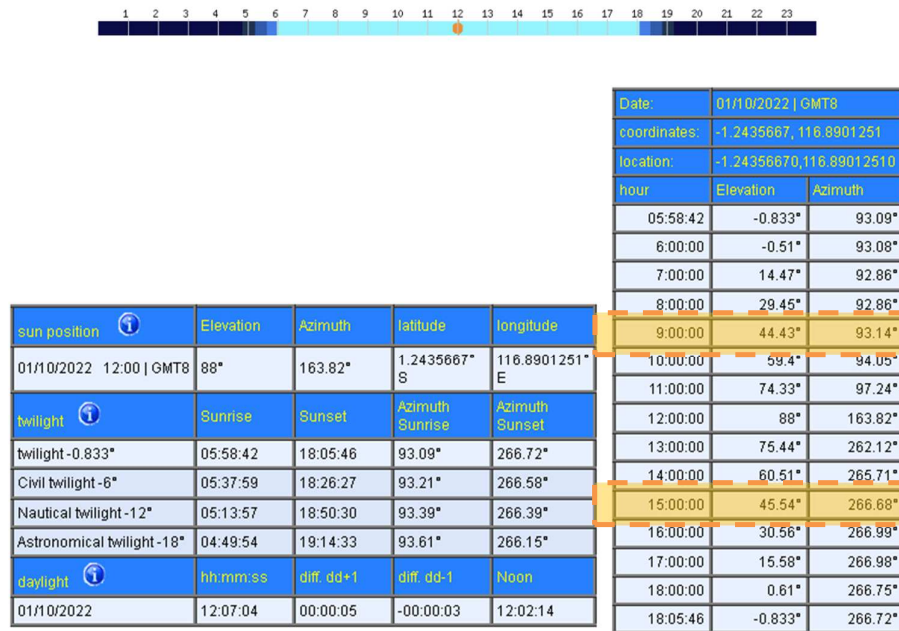 1 2 3 4 5 6 7 8 9 10 11 12 13 14 15 16 17 18 19 20 21 22 23
Date: 01/10/2022 | GMT8
coordinates: -1.2435667, 116.8901251
location: -1.24356670,116.89012510
hour Elevation Azimuth
05:58:42 -0.833° 93.09°
6:00:00 -0.51° 93.08°
7:00:00 14.47° 92.86°
8:00:00 29.45° 92.86°
9:00:00 44.43° 93.14°
10:00:00 59.4° 94.05°
11:00:00 74.33° 97.24°
12:00:00 88° 163.82°
13:00:00 75.44° 262.12°
14:00:00 60.51° 265.71°
15:00:00 45.54° 266.68°
16:00:00 30.56° 266.99°
17:00:00 15.58° 266.98°
18:00:00 0.61° 266.75°
18:05:46 -0.833° 266.72°
sun position Elevation Azimuth latitude longitude
01/10/2022 12:00 | GMT8 88° 163.82° 1.2435667° S 116.8901251° E
twilight Sunrise Sunset Azimuth Sunrise Azimuth Sunset
twilight -0.833° 05:58:42 18:05:46 93.09° 266.72°
Civil twilight -6° 05:37:59 18:26:27 93.21° 266.58°
Nautical twilight -12° 05:13:57 18:50:30 93.39° 266.39°
Astronomical twilight -18° 04:49:54 19:14:33 93.61° 266.15°
daylight hh:mm:ss diff. dd+1 diff. dd-1 Noon
01/10/2022 12:07:04 00:00:05 -00:00:03 12:02:14